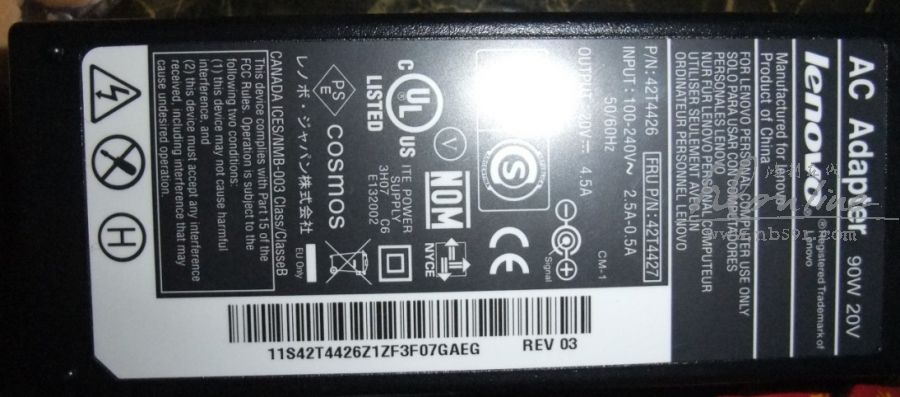 AC Adapter 90W 20V
lenovo
® Registered Trademark of
Lenovo
Manufactured for Lenovo
Product of China
FOR LENOVO PERSONAL COMPUTER USE ONLY
SOLO PARA USAR CON COMPUTADORES
PERSONALES LENOVO
NUR FÜR LENOVO PERSONAL COMPUTEUR
UTILISER SEULEMENT AVEC UN
ORDINATEUR PERSONNEL LENOVO
P/N: 42T4426
FRU P/N: 42T4427
INPUT : 100-240V~ 2.5A-0.5A
50/60Hz
OUTPUT: 20V 4.5A
CM-1
Signal
S
CE
V
NOM
NYCE
C UL US
LISTED
ITE POWER
SUPPLY
3H07 C6
E132002
PS
E
COSMOS
レノボ・ジャパン株式会社
EU Only
CANADA ICES/NMB-003 Class/ClasseB
This device complies with Part 15 of the
FCC Rules. Operation is subject to the
following two conditions:
(1) this device may not cause harmful
interference, and
(2) this device must accept any interference
received, including interference that may
cause undesired operation.
H
11S42T4426Z1ZF3F07GAEG
REV 03
www.nb591.com